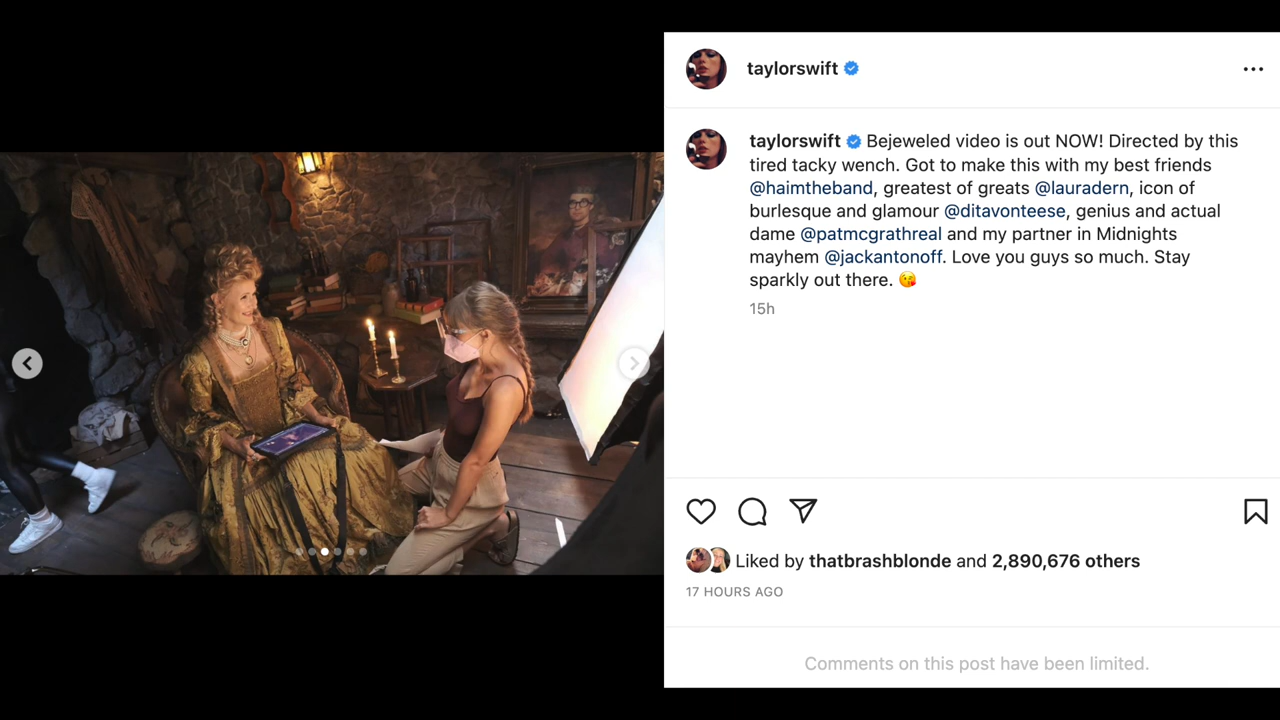 taylorswift
taylorswift Bejeweled video is out NOW! Directed by this
tired tacky wench. Got to make this with my best friends
@haimtheband, greatest of greats @lauradern, icon of
burlesque and glamour @ditavonteese, genius and actual
dame @patmcgrathreal and my partner in Midnights
mayhem @jackantonoff. Love you guys so much. Stay
sparkly out there. 😘
15h
Liked by thatbrashblonde and 2,890,676 others
17 HOURS AGO
Comments on this post have been limited.